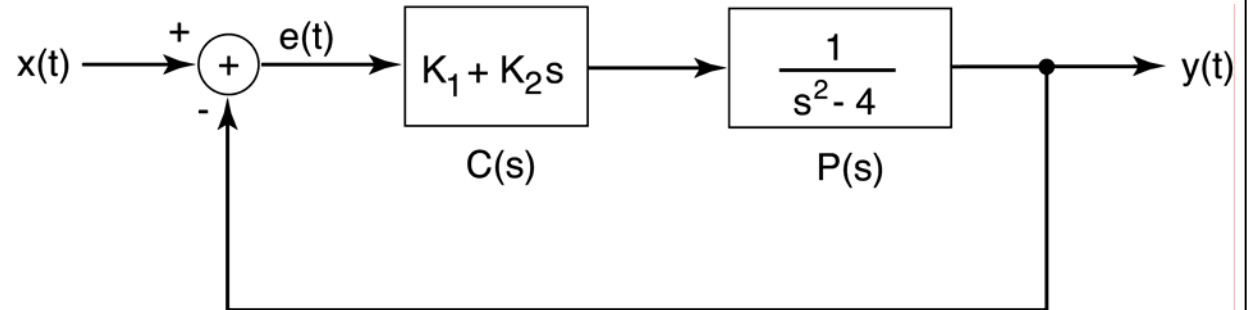 x(t)
+
+
-
e(t)
K₁ + K₂s
C(s)
1
s² - 4
P(s)
y(t)